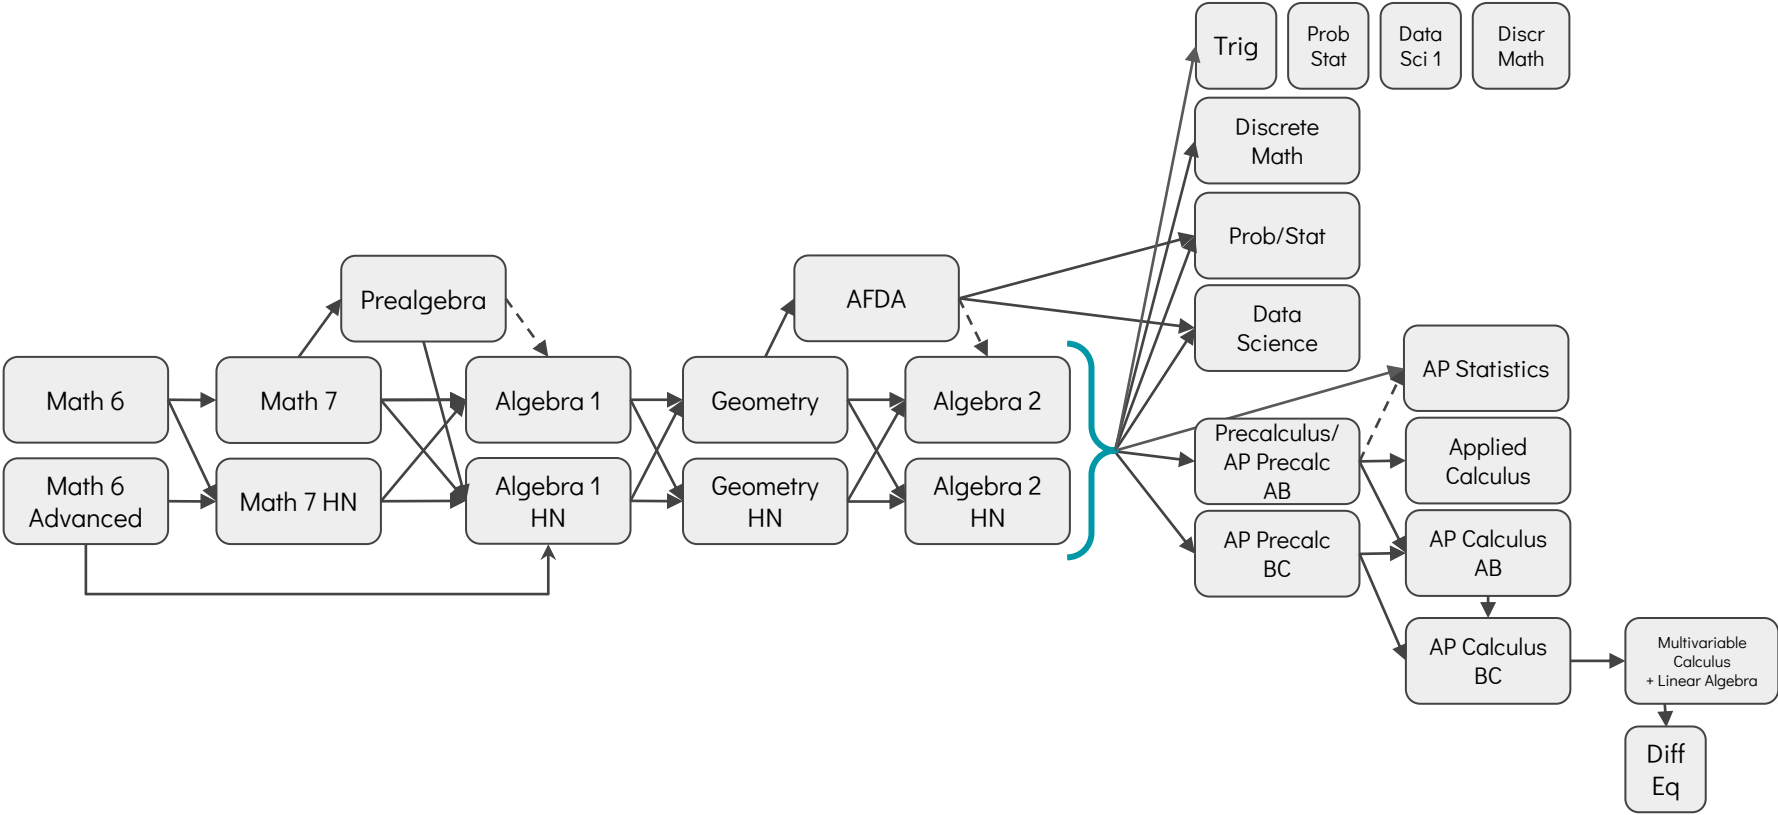 Trig
Prob
Stat
Data
Sci 1
Discr
Math
Discrete
Math
Prob/Stat
Data
Science
Prealgebra
AFDA
Math 6
Math 7
Algebra 1
Geometry
Algebra 2
Math 6
Advanced
Math 7 HN
Algebra 1
HN
Geometry
HN
Algebra 2
HN
AP Statistics
Precalculus/
AP Precalc
AB
Applied
Calculus
AP Precalc
BC
AP Calculus
AB
AP Calculus
BC
Multivariable
Calculus
+ Linear Algebra
Diff
Eq